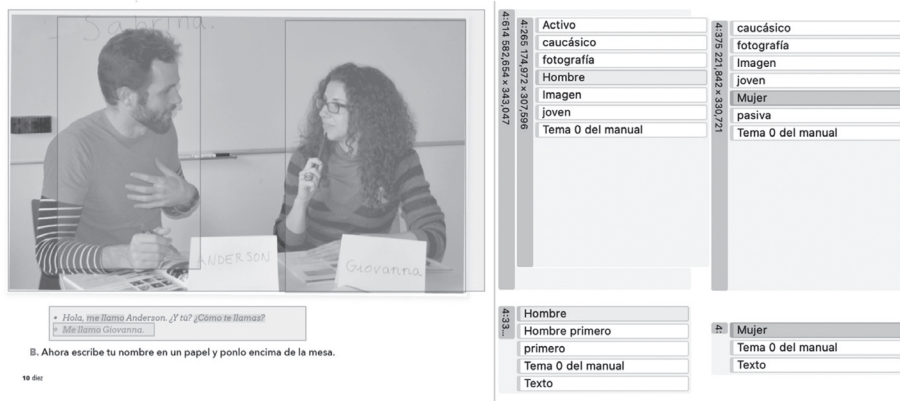 Sabrina.
ANDERSON
Giovanna
• Hola, me llamo Anderson. ¿Y tú? ¿Cómo te llamas?
• Me llamo Giovanna.
B. Ahora escribe tu nombre en un papel y ponlo encima de la mesa.
10 diez
4:614 582,654 × 343,047
4:265 174,972 × 307,596
Activo
caucásico
fotografía
Hombre
Imagen
joven
Tema 0 del manual
4:375 221,842 × 330,721
caucásico
fotografía
Imagen
joven
Mujer
pasiva
Tema 0 del manual
4:33...
Hombre
Hombre primero
primero
Tema 0 del manual
Texto
4:
Mujer
Tema 0 del manual
Texto